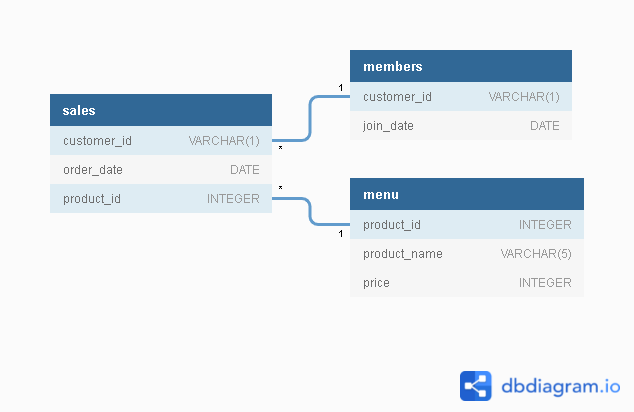 sales
customer_id VARCHAR(1)
order_date DATE
product_id INTEGER
*
*
members
customer_id VARCHAR(1)
join_date DATE
1
menu
product_id INTEGER
product_name VARCHAR(5)
price INTEGER
1
dbdiagram.io